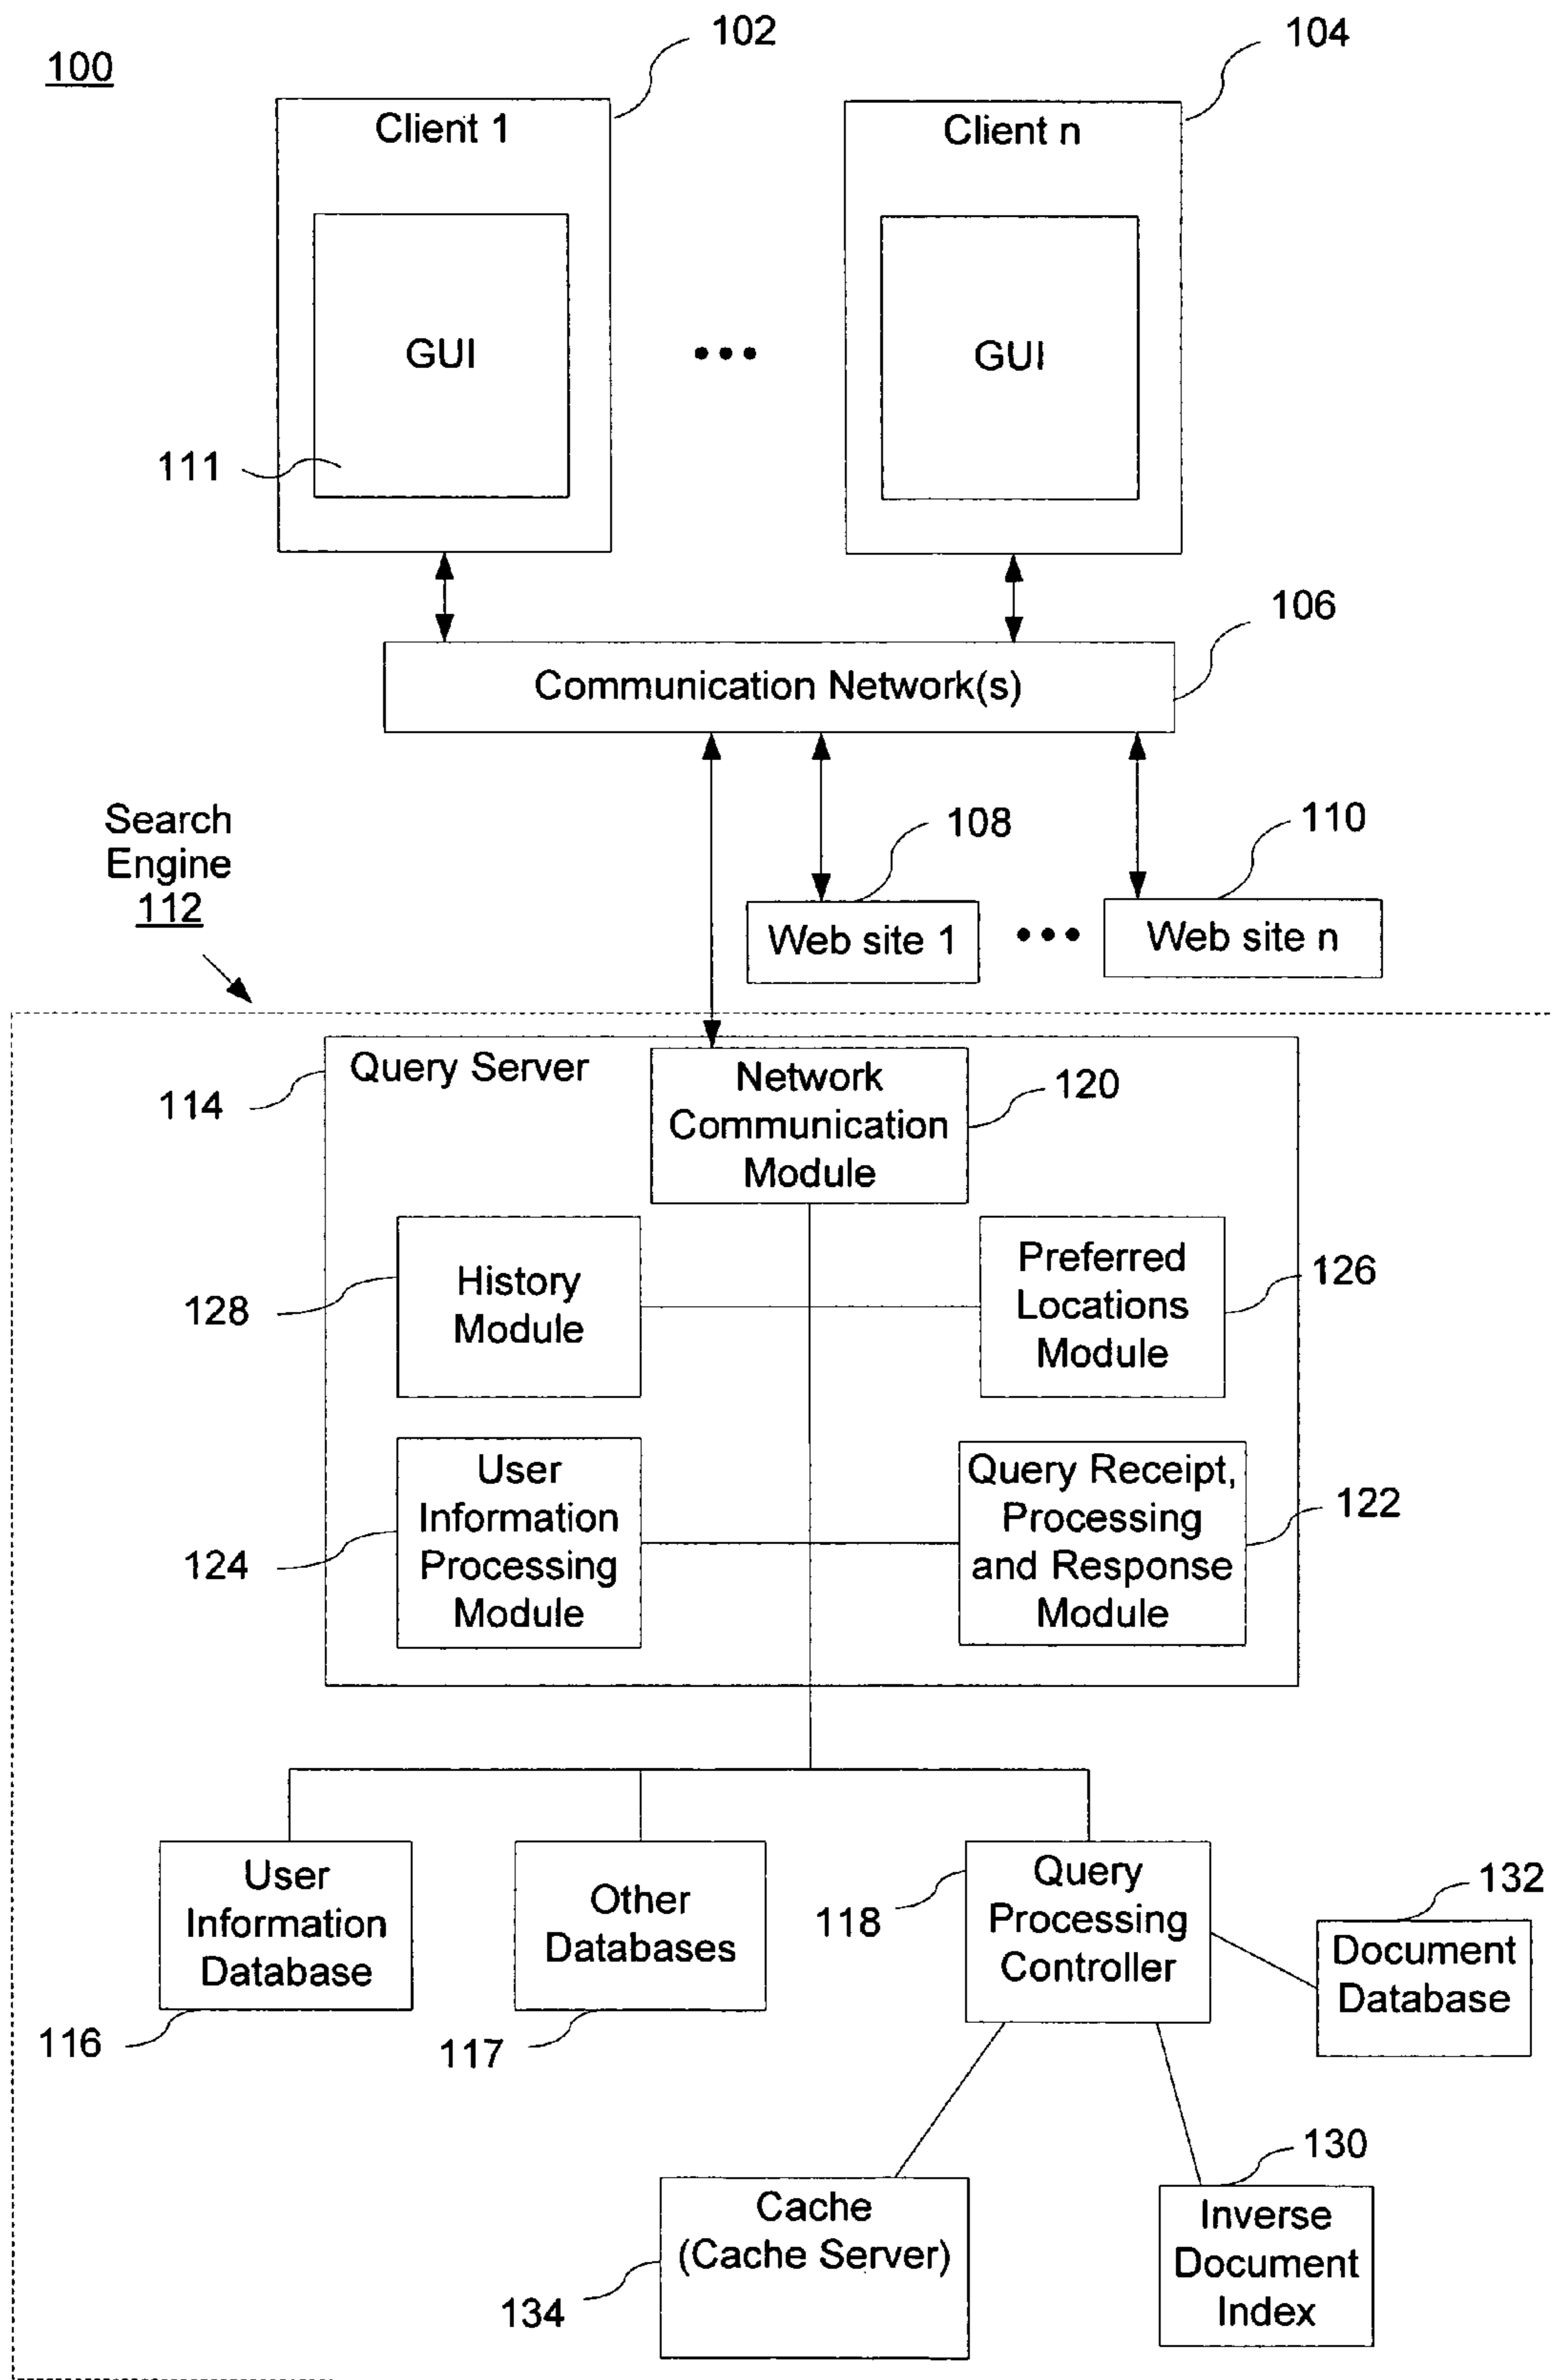 100
102
104
Client 1
Client n
GUI
GUI
111
106
Communication Network(s)
Search
Engine
112
108
110
Web site 1
Web site n
Query Server
114
Network
Communication
Module
120
History
Module
128
Preferred
Locations
Module
126
User
Information
Processing
Module
124
Query Receipt,
Processing
and Response
Module
122
User
Information
Database
116
Other
Databases
117
Query
Processing
Controller
118
132
Document
Database
Cache
(Cache Server)
134
130
Inverse
Document
Index